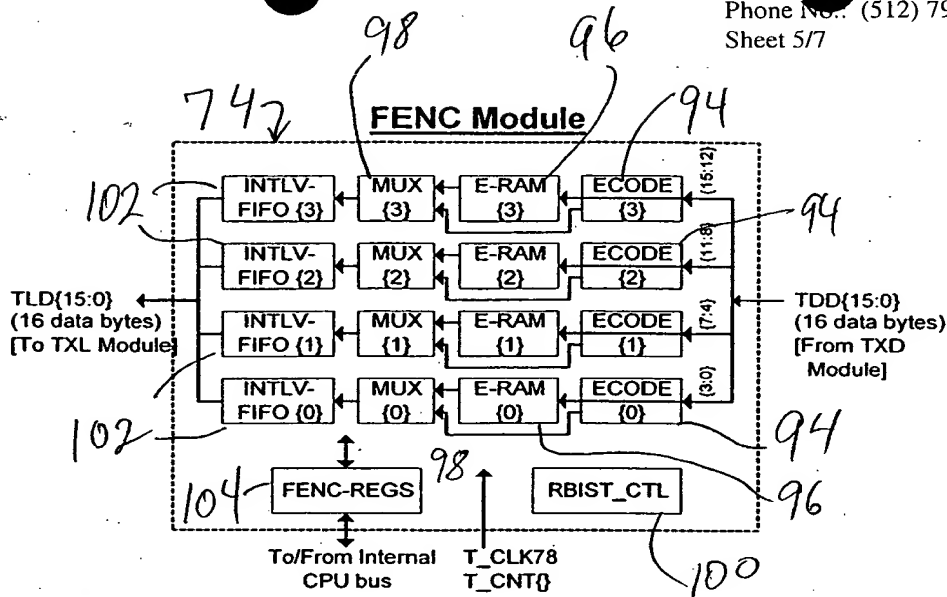 Phone No.: (512) 79
Sheet 5/7
98
96
74
FENC Module
94
102
INTLV-FIFO {3}
MUX {3}
E-RAM {3}
ECODE {3}
{15:12}
94
102
INTLV-FIFO {2}
MUX {2}
E-RAM {2}
ECODE {2}
{11:8}
TLD{15:0}
(16 data bytes)
[To TXL Module]
INTLV-FIFO {1}
MUX {1}
E-RAM {1}
ECODE {1}
{7:4}
TDD{15:0}
(16 data bytes)
[From TXD
Module]
102
INTLV-FIFO {0}
MUX {0}
E-RAM {0}
ECODE {0}
{3:0}
94
98
96
104
FENC-REGS
RBIST_CTL
100
To/From Internal
CPU bus
T_CLK78
T_CNT{}